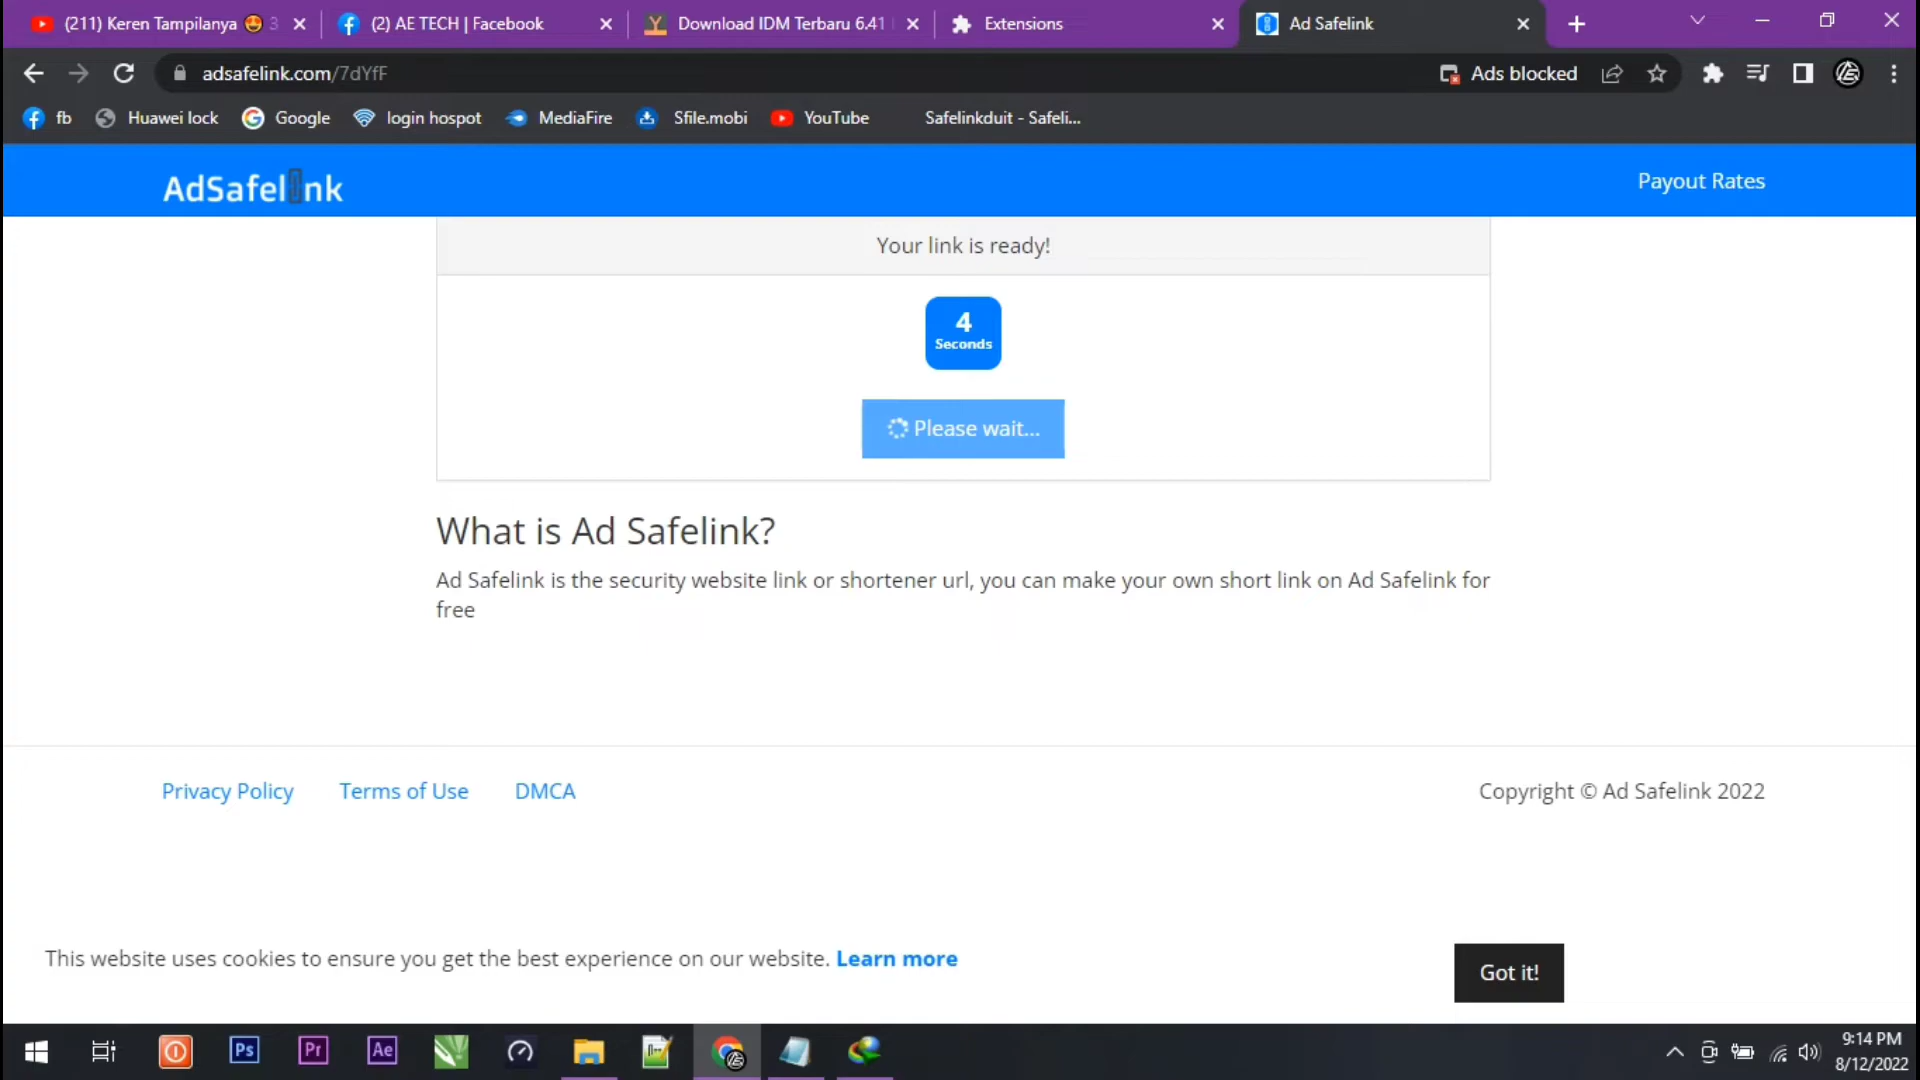 (211) Keren Tampilanya 😍 3
(2) AE TECH | Facebook
Download IDM Terbaru 6.41
Extensions
Ad Safelink
adsafelink.com/7dYfF
Ads blocked
fb
Huawei lock
Google
login hospot
MediaFire
Sfile.mobi
YouTube
Safelinkduit - Safeli...
AdSafelink
Payout Rates
Your link is ready!
4
Seconds
Please wait...
What is Ad Safelink?
Ad Safelink is the security website link or shortener url, you can make your own short link on Ad Safelink for
free
Privacy Policy
Terms of Use
DMCA
Copyright © Ad Safelink 2022
This website uses cookies to ensure you get the best experience on our website. Learn more
Got it!
Ps
Pr
Ae
9:14 PM
8/12/2022